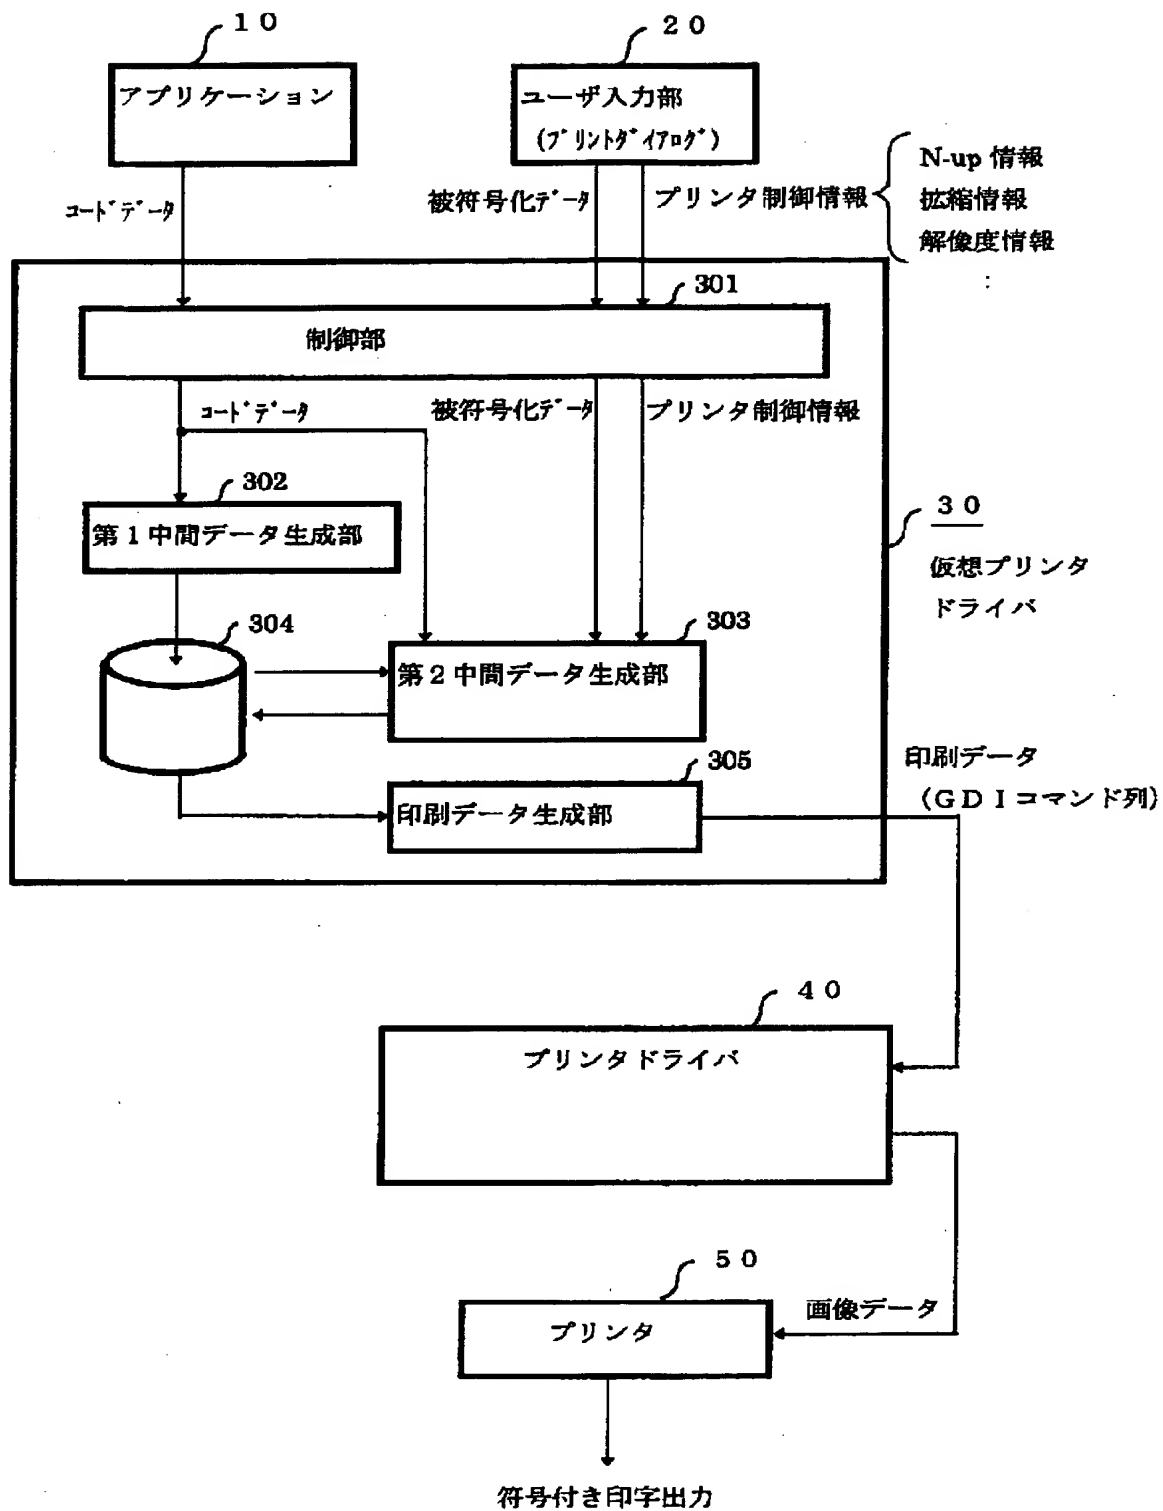 10
20
アプリケーション
ユーザ入力部
(プリントダイアログ)
N-up 情報
拡縮情報
解像度情報
:
コードデータ
被符号化データ
プリンタ制御情報
301
制御部
コードデータ
被符号化データ
プリンタ制御情報
302
第1中間データ生成部
30
仮想プリンタ
ドライバ
304
303
第2中間データ生成部
305
印刷データ生成部
印刷データ
(GDIコマンド列)
40
プリンタドライバ
50
プリンタ
画像データ
符号付き印字出力